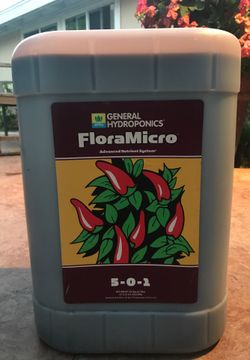 GENERAL
HYDROPONICS
FloraMicro
Advanced Nutrient System
5-0-1